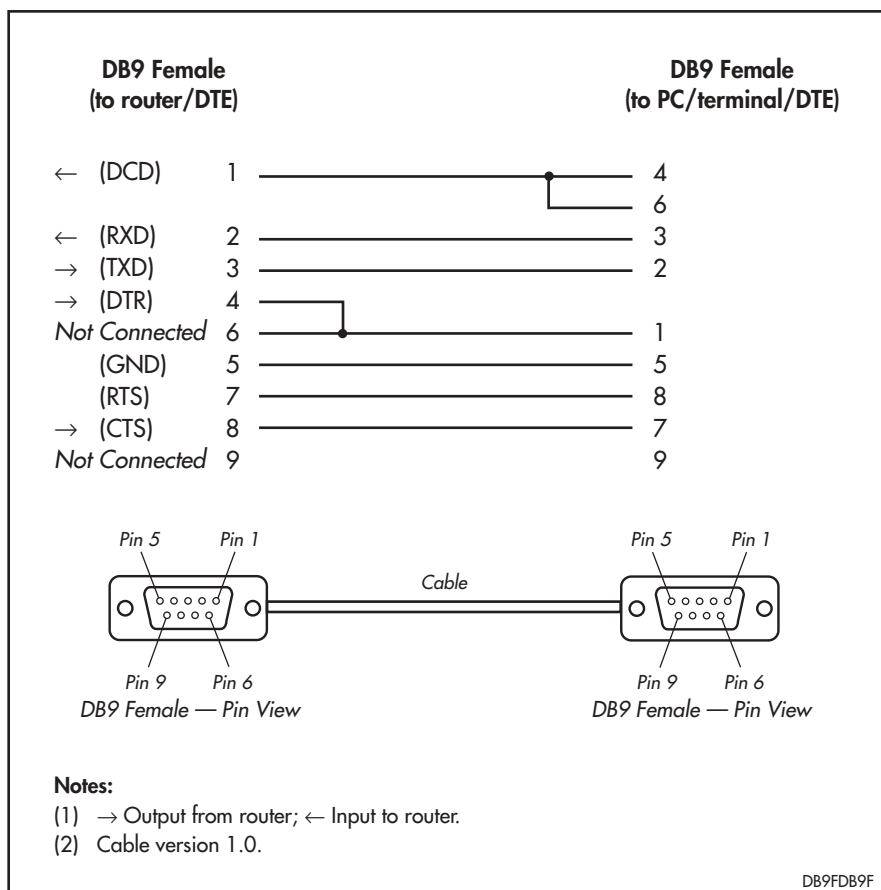 DB9 Female DB9 Female
(to router/DTE) (to PC/terminal/DTE)
← (DCD) 1 4
6
← (RXD) 2 3
→ (TXD) 3 2
→ (DTR) 4
Not Connected 6 1
(GND) 5 5
(RTS) 7 8
→ (CTS) 8 7
Not Connected 9 9
Pin 5 Pin 1 Pin 5 Pin 1
Cable
Pin 9 Pin 6 Pin 9 Pin 6
DB9 Female — Pin View DB9 Female — Pin View
Notes:
(1) → Output from router; ← Input to router.
(2) Cable version 1.0.
DB9FDB9F